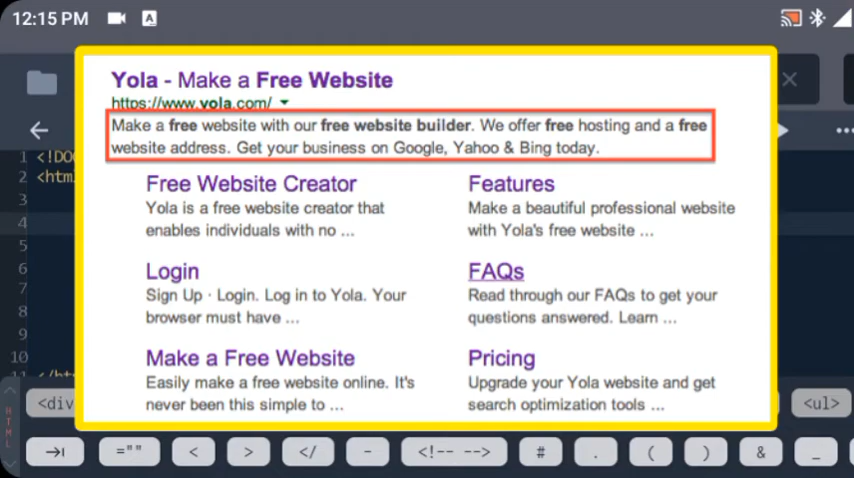 12:15 PM
A
Yola - Make a Free Website
https://www.yola.com/
Make a free website with our free website builder. We offer free hosting and a free
website address. Get your business on Google, Yahoo & Bing today.
Free Website Creator
Yola is a free website creator that
enables individuals with no ...
Features
Make a beautiful professional website
with Yola's free website ...
Login
Sign Up · Login. Log in to Yola. Your
browser must have ...
FAQs
Read through our FAQs to get your
questions answered. Learn ...
Make a Free Website
Easily make a free website online. It's
never been this simple to ...
Pricing
Upgrade your Yola website and get
search optimization tools ...
1 <!DO
2 <htm
3
4
5
6
7
8
9
10
11
HTML
<div
<ul>
="" < > </ - <!-- --> # . ( ) & _